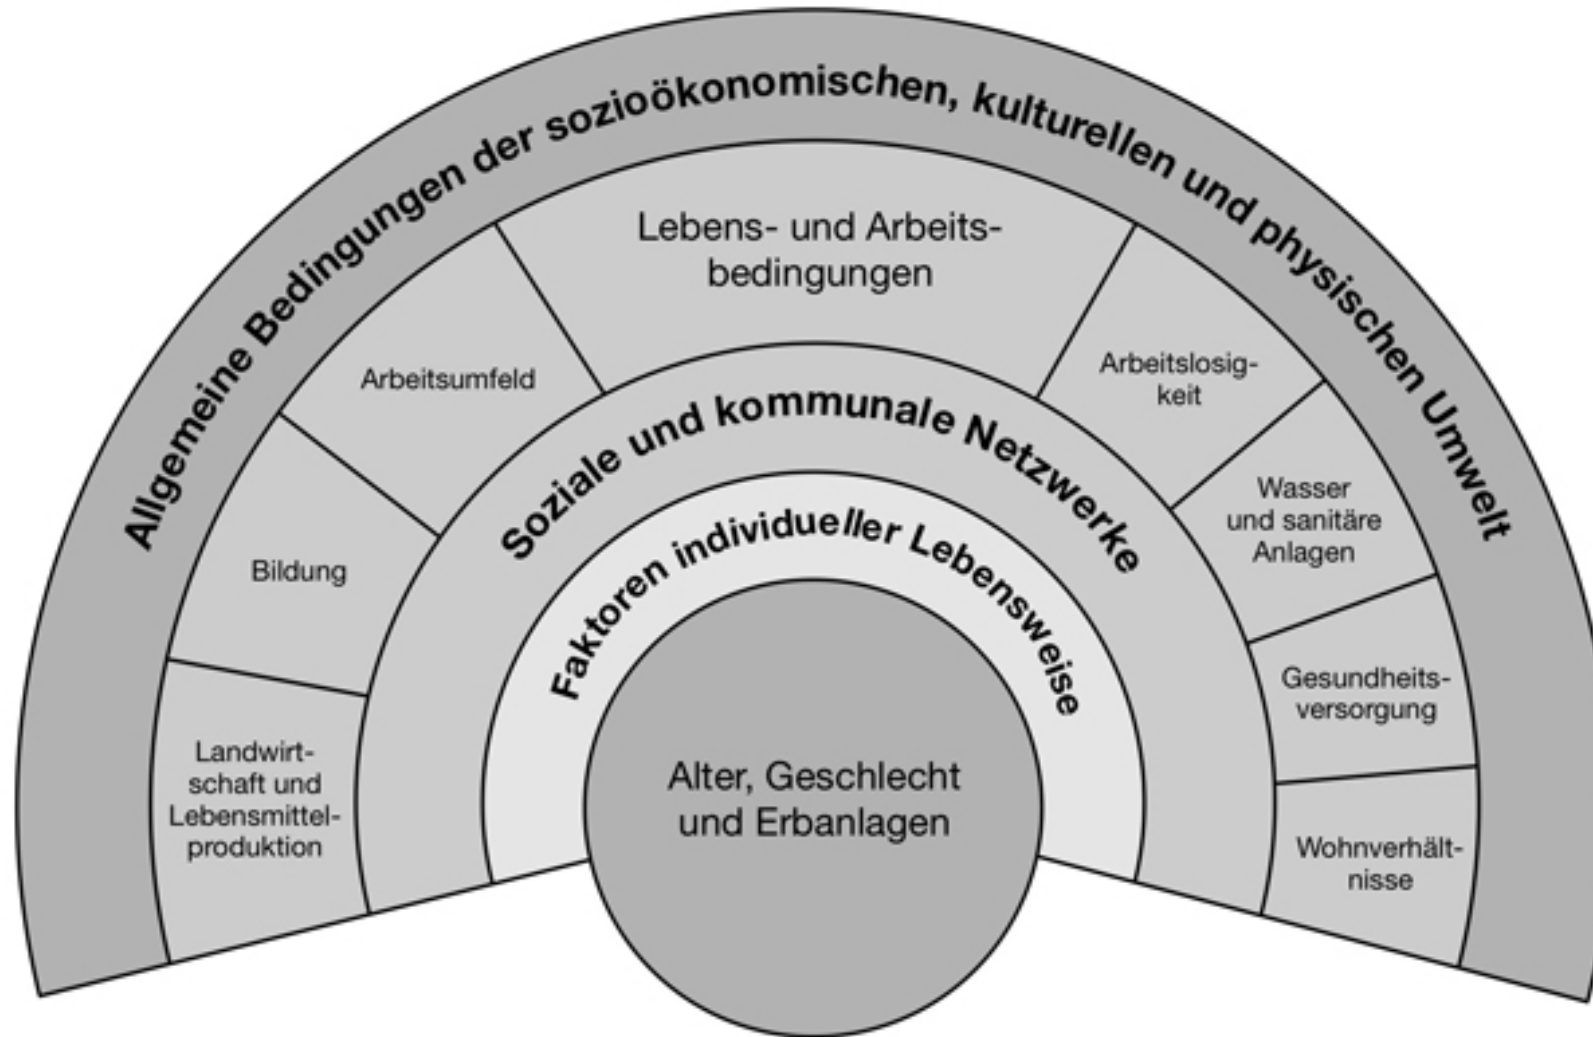 Allgemeine Bedingungen der sozioökonomischen, kulturellen und physischen Umwelt
Lebens- und Arbeits-
bedingungen
Arbeitsumfeld
Bildung
Landwirt-
schaft und
Lebensmittel-
produktion
Arbeitslosig-
keit
Wasser
und sanitäre
Anlagen
Gesundheits-
versorgung
Wohnverhält-
nisse
Soziale und kommunale Netzwerke
Faktoren individueller Lebensweise
Alter, Geschlecht
und Erbanlagen